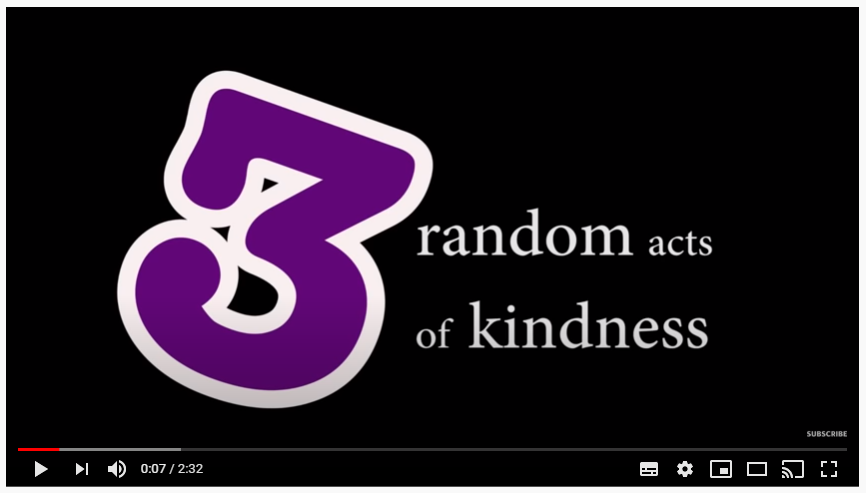 3
random acts
of kindness
SUBSCRIBE
0:07 / 2:32